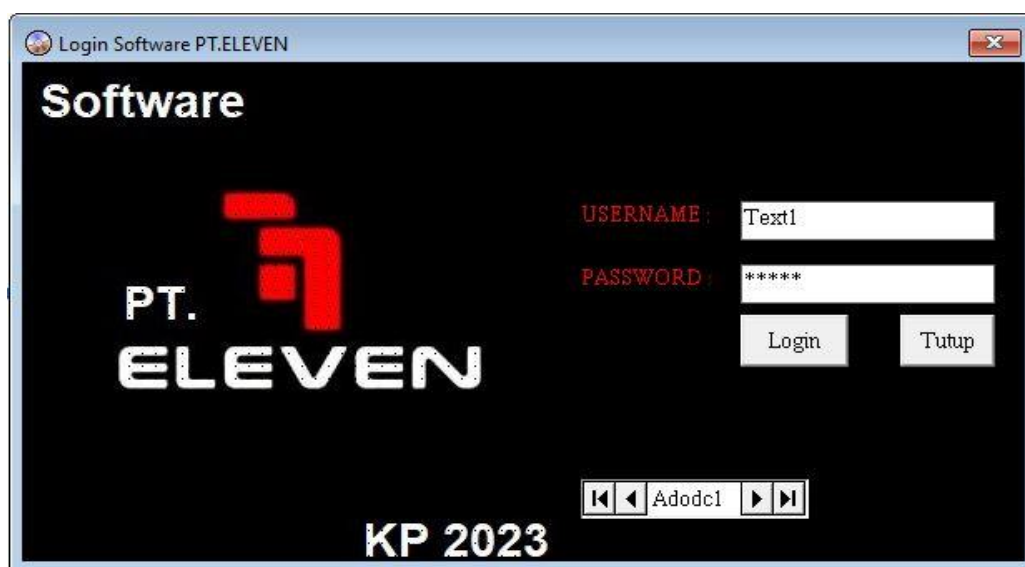 Login Software PT.ELEVEN
Software
USERNAME :
Text1
PASSWORD :
*****
Login
Tutup
PT.
ELEVEN
Adodc1
KP 2023